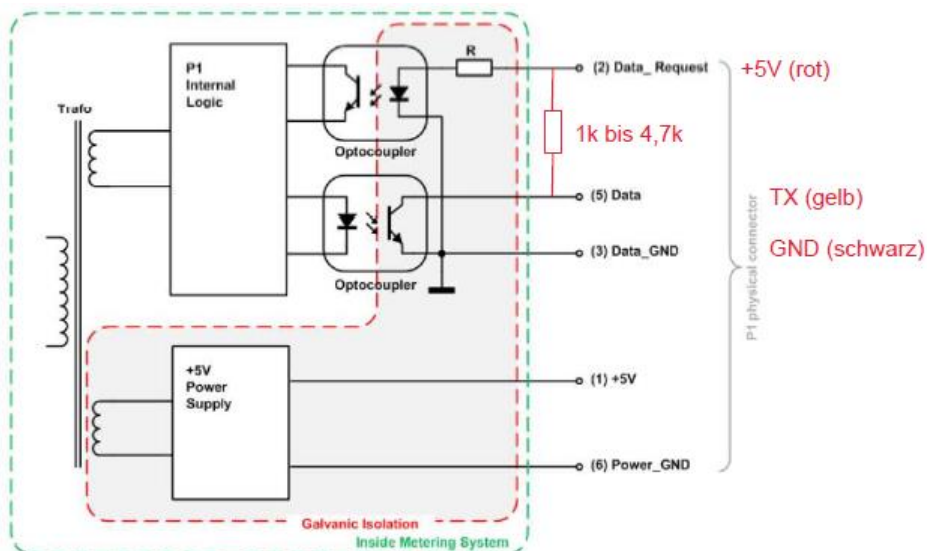 P1
Internal
Logic
R
(2) Data_ Request
+5V (rot)
Trafo
Optocoupler
1k bis 4,7k
(5) Data
TX (gelb)
(3) Data_GND
GND (schwarz)
Optocoupler
P1 physical connector
+5V
Power
Supply
(1) +5V
(6) Power_GND
Galvanic Isolation
Inside Metering System